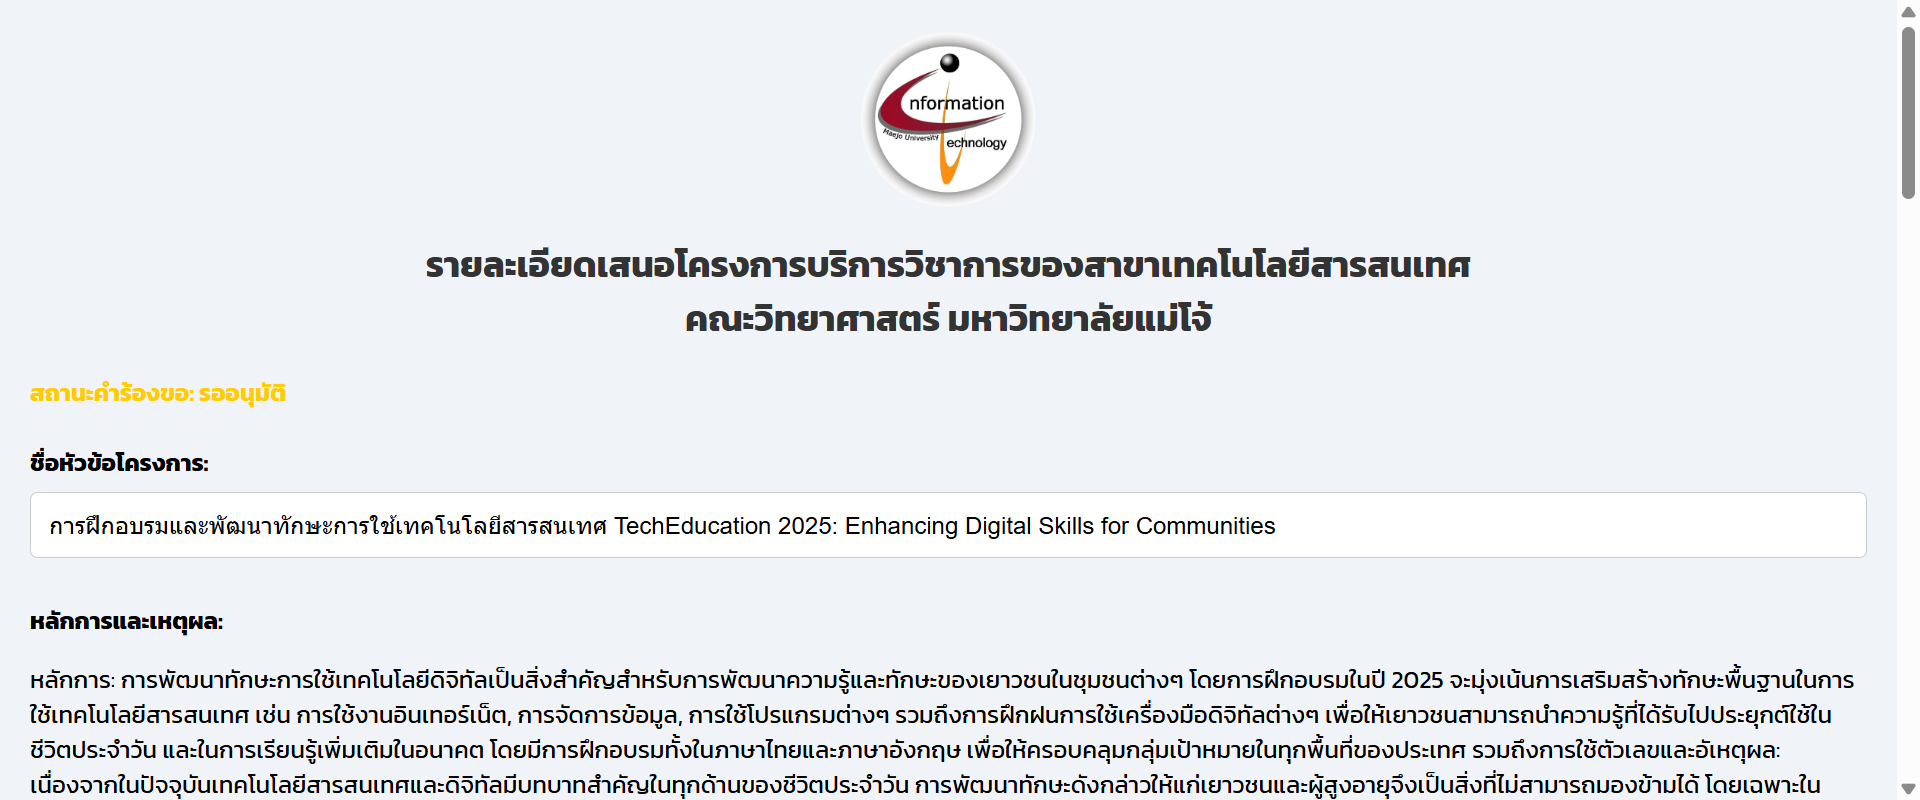 nformation
Maejo University
echnology
รายละเอียดเสนอโครงการบริการวิชาการของสาขาเทคโนโลยีสารสนเทศ
คณะวิทยาศาสตร์ มหาวิทยาลัยแม่โจ้
สถานะคำร้องขอ: รออนุมัติ
ชื่อหัวข้อโครงการ:
การฝึกอบรมและพัฒนาทักษะการใช้เทคโนโลยีสารสนเทศ TechEducation 2025: Enhancing Digital Skills for Communities
หลักการและเหตุผล:
หลักการ: การพัฒนาทักษะการใช้เทคโนโลยีดิจิทัลเป็นสิ่งสำคัญสำหรับการพัฒนาความรู้และทักษะของเยาวชนในชุมชนต่างๆ โดยการฝึกอบรมในปี 2025 จะมุ่งเน้นการเสริมสร้างทักษะพื้นฐานในการ
ใช้เทคโนโลยีสารสนเทศ เช่น การใช้งานอินเทอร์เน็ต, การจัดการข้อมูล, การใช้โปรแกรมต่างๆ รวมถึงการฝึกฝนการใช้เครื่องมือดิจิทัลต่างๆ เพื่อให้เยาวชนสามารถนำความรู้ที่ได้รับไปประยุกต์ใช้ใน
ชีวิตประจำวัน และในการเรียนรู้เพิ่มเติมในอนาคต โดยมีการฝึกอบรมทั้งในภาษาไทยและภาษาอังกฤษ เพื่อให้ครอบคลุมกลุ่มเป้าหมายในทุกพื้นที่ของประเทศ รวมถึงการใช้ตัวเลขและอัเหตุผล:
เนื่องจากในปัจจุบันเทคโนโลยีสารสนเทศและดิจิทัลมีบทบาทสำคัญในทุกด้านของชีวิตประจำวัน การพัฒนาทักษะดังกล่าวให้แก่เยาวชนและผู้สูงอายุจึงเป็นสิ่งที่ไม่สามารถมองข้ามได้ โดยเฉพาะใน